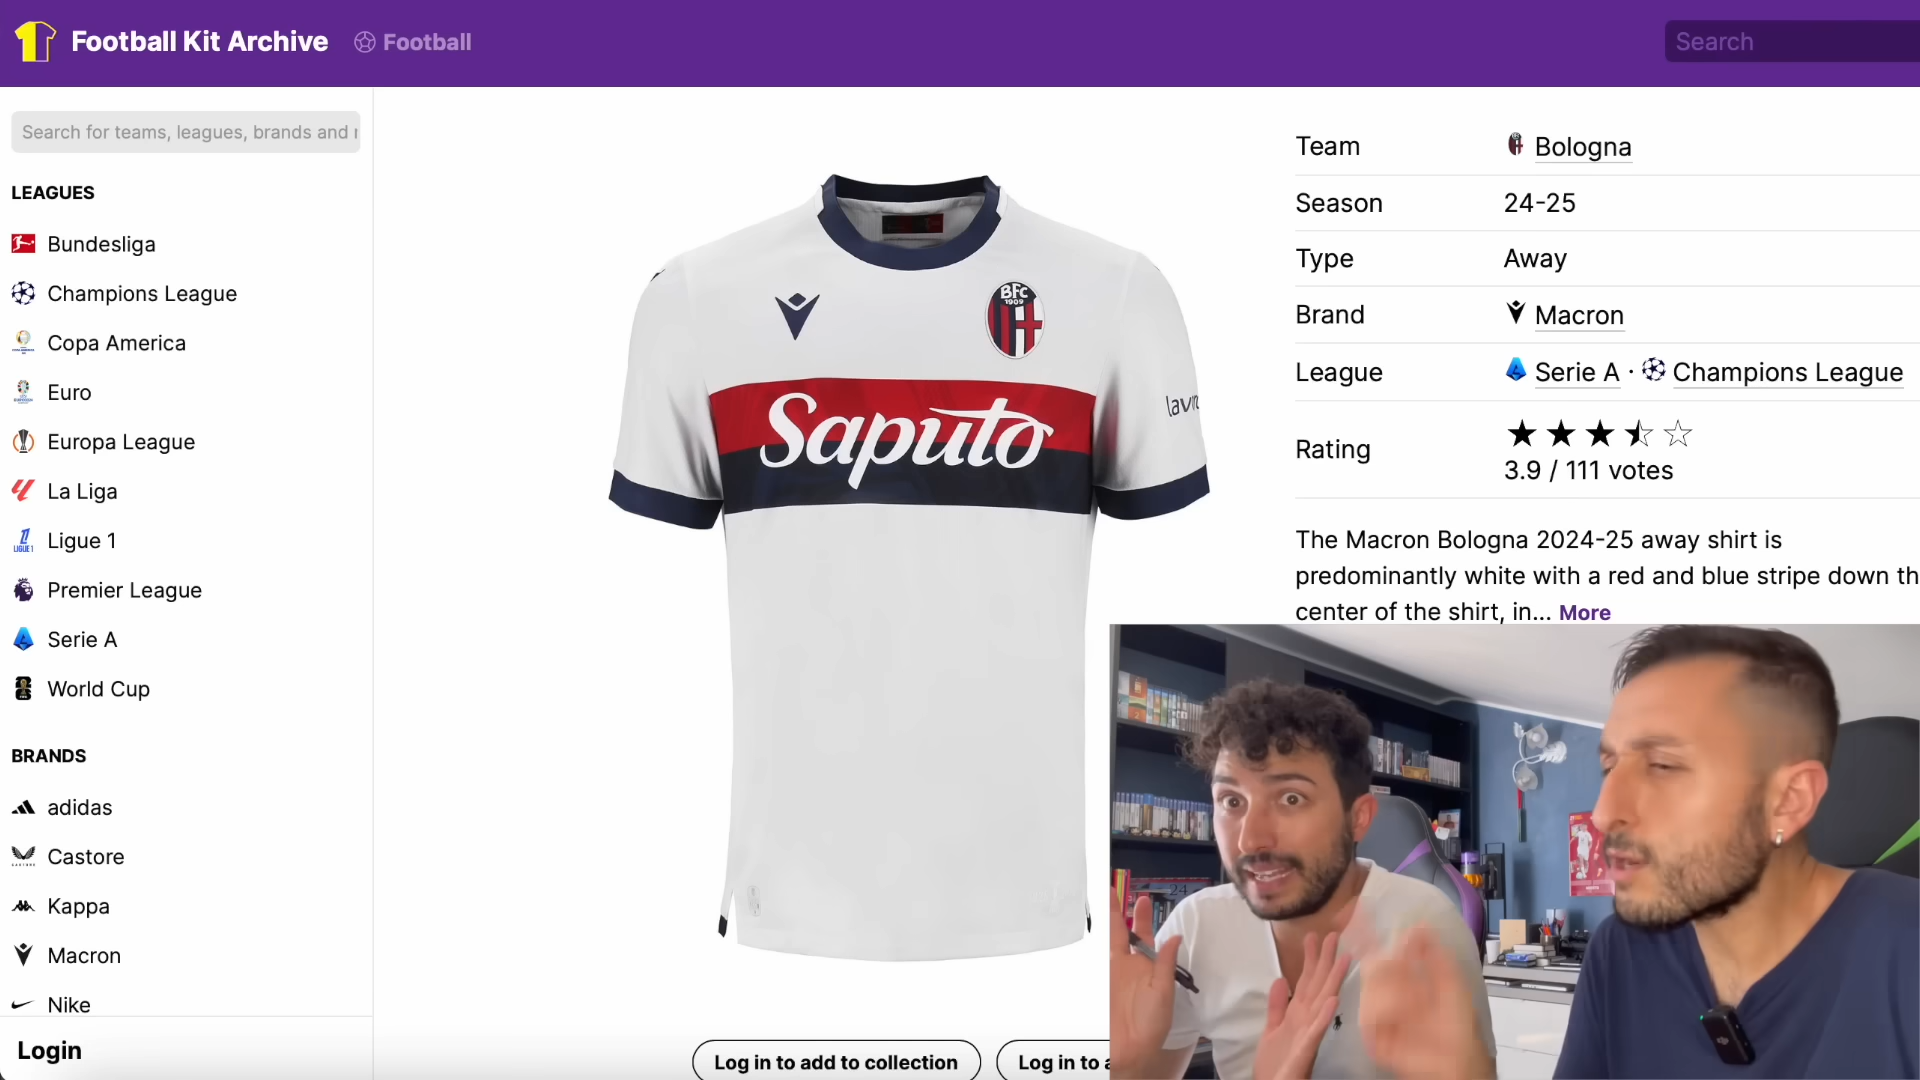 Football Kit Archive
Football
Search
Search for teams, leagues, brands and
LEAGUES
Bundesliga
Champions League
Copa America
Euro
Europa League
La Liga
Ligue 1
Premier League
Serie A
World Cup
BRANDS
adidas
Castore
Kappa
Macron
Nike
Login
BFC
1909
Saputo
Log in to add to collection
Log in to
Team Bologna
Season 24-25
Type Away
Brand Macron
League Serie A · Champions League
Rating
3.9 / 111 votes
The Macron Bologna 2024-25 away shirt is
predominantly white with a red and blue stripe down
center of the shirt, in... More
24